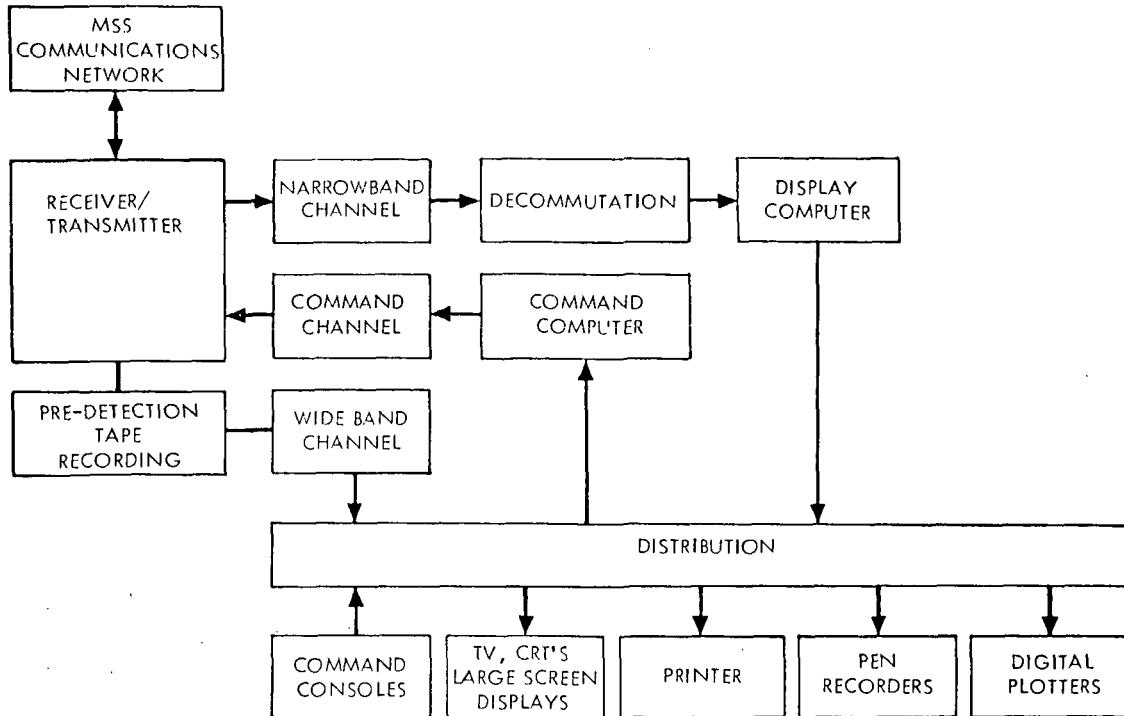 MSS
COMMUNICATIONS
NETWORK
RECEIVER/
TRANSMITTER
NARROWBAND
CHANNEL
DECOMMUTATION
DISPLAY
COMPUTER
COMMAND
CHANNEL
COMMAND
COMPUTER
PRE-DETECTION
TAPE
RECORDING
WIDE BAND
CHANNEL
DISTRIBUTION
COMMAND
CONSOLES
TV, CRT'S
LARGE SCREEN
DISPLAYS
PRINTER
PEN
RECORDERS
DIGITAL
PLOTTERS